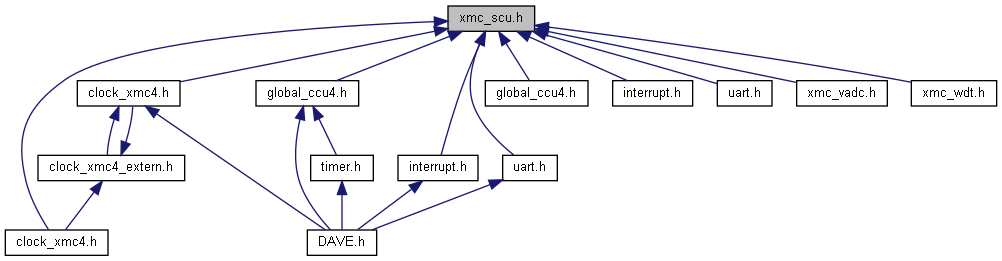 xmc_scu.h
clock_xmc4.h
global_ccu4.h
global_ccu4.h
interrupt.h
uart.h
xmc_vadc.h
xmc_wdt.h
clock_xmc4_extern.h
timer.h
interrupt.h
uart.h
clock_xmc4.h
DAVE.h